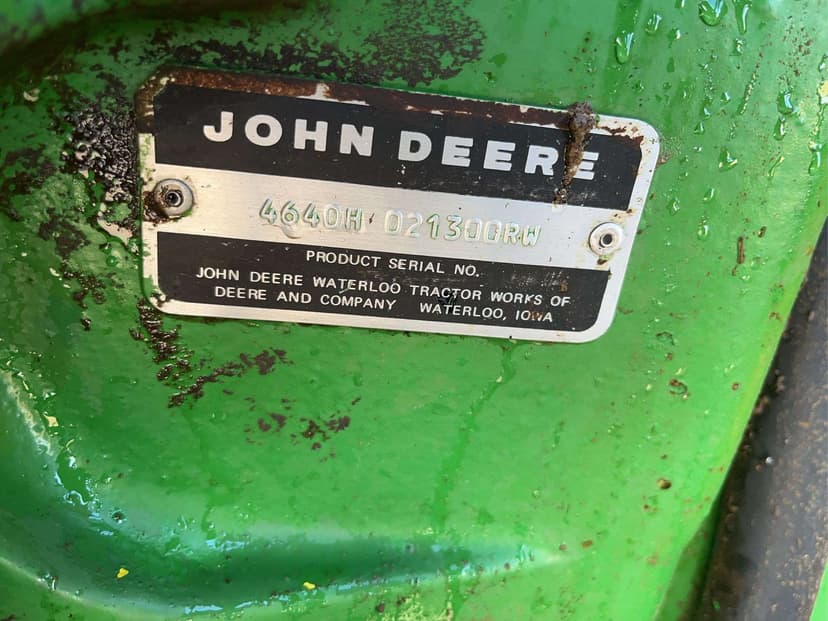 JOHN DEERE
4640H 021300RW
PRODUCT SERIAL NO.
JOHN DEERE WATERLOO TRACTOR WORKS OF
DEERE AND COMPANY WATERLOO, IOWA